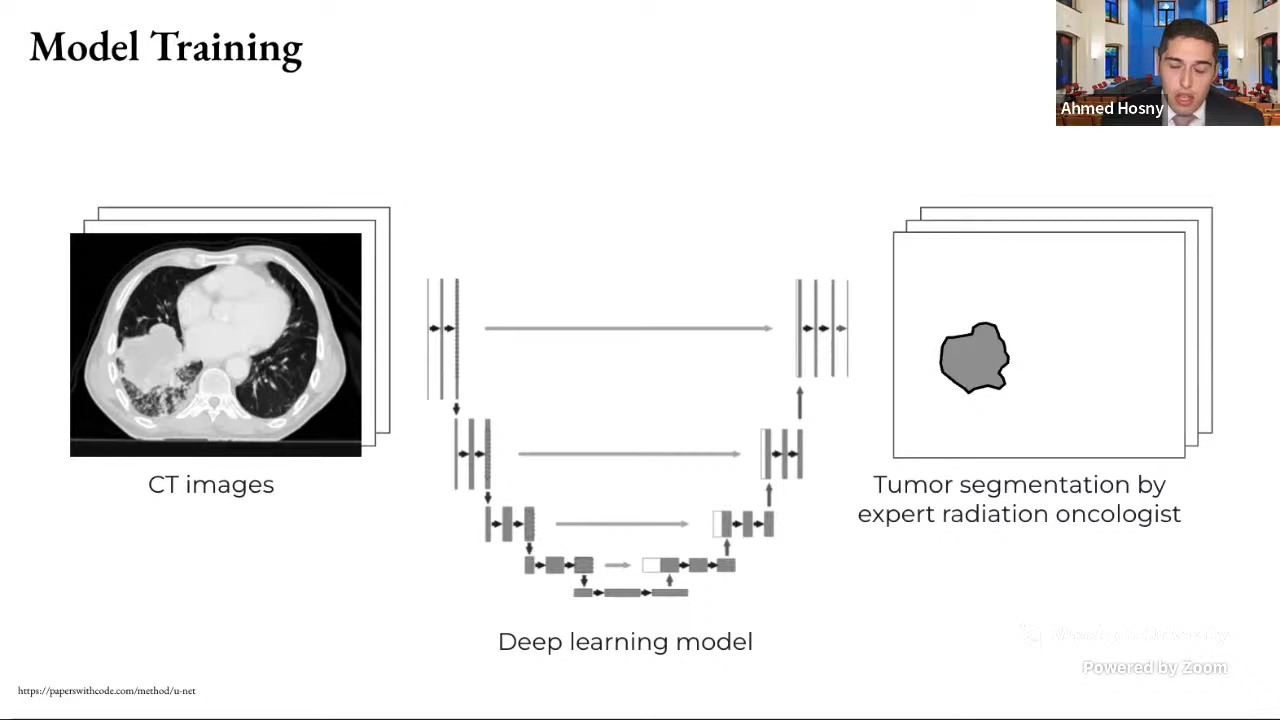 Model Training
Ahmed Hosny
CT images
Tumor segmentation by
expert radiation oncologist
Deep learning model
Powered by Zoom
https://paperswithcode.com/method/u-net